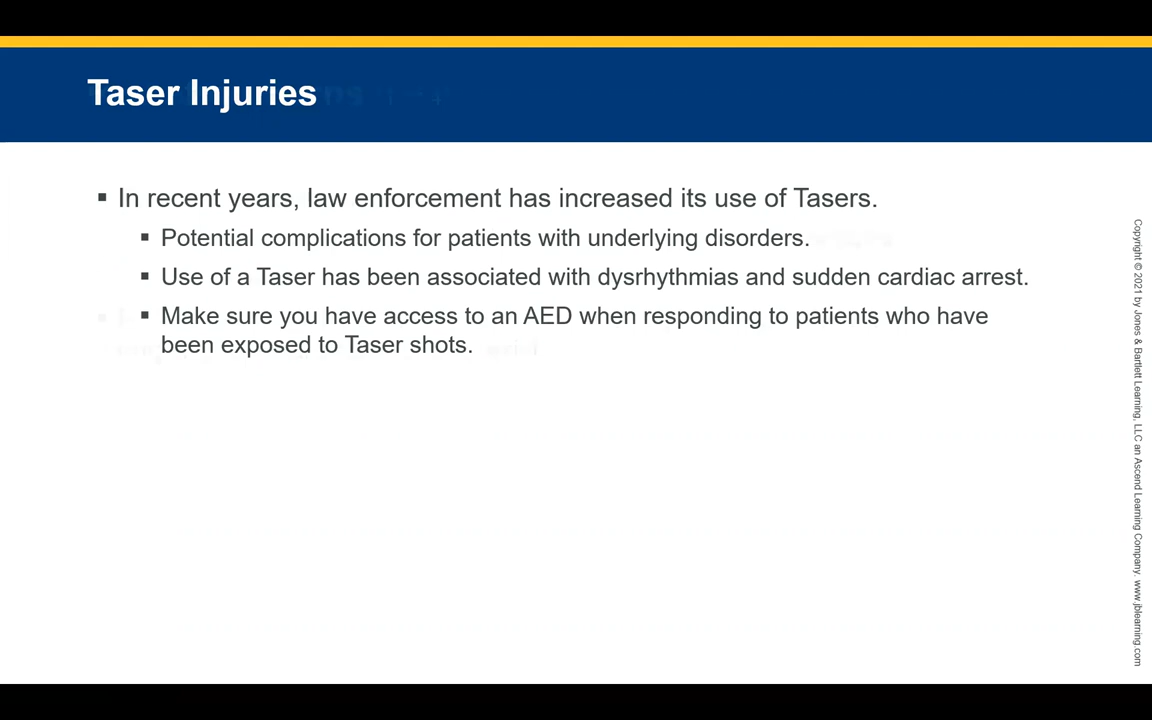 Taser Injuries
▪ In recent years, law enforcement has increased its use of Tasers.
▪ Potential complications for patients with underlying disorders.
▪ Use of a Taser has been associated with dysrhythmias and sudden cardiac arrest.
▪ Make sure you have access to an AED when responding to patients who have
been exposed to Taser shots.
Copyright © 2021 by Jones & Bartlett Learning, LLC an Ascend Learning Company. www.jblearning.com